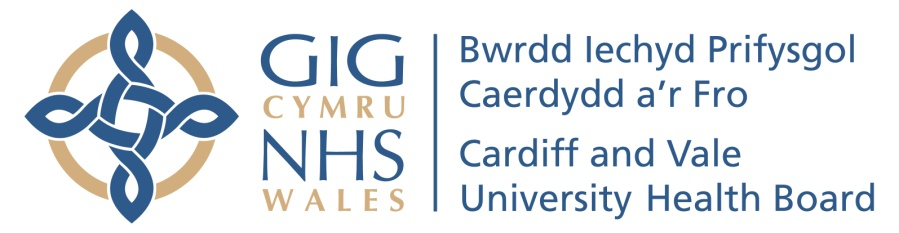 GIG
CYMRU
NHS
WALES
Bwrdd Iechyd Prifysgol
Caerdydd a'r Fro
Cardiff and Vale
University Health Board